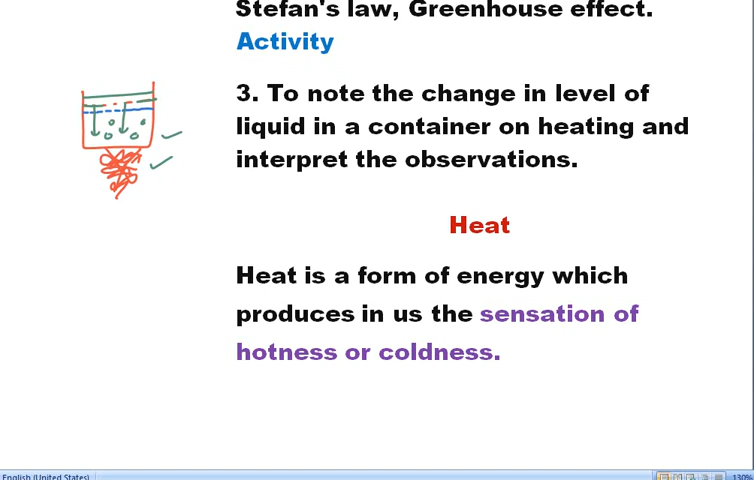 Stefan's law, Greenhouse effect.
Activity
3. To note the change in level of
liquid in a container on heating and
interpret the observations.
Heat
Heat is a form of energy which
produces in us the sensation of
hotness or coldness.
English (United States)
130%